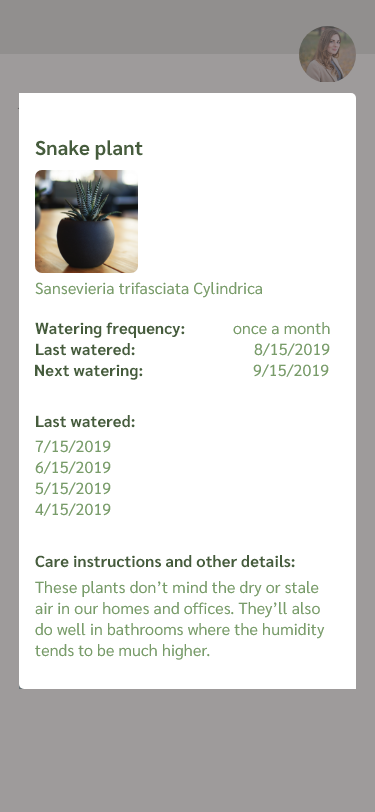 Snake plant
Sansevieria trifasciata Cylindrica
Watering frequency: once a month
Last watered: 8/15/2019
Next watering: 9/15/2019
Last watered:
7/15/2019
6/15/2019
5/15/2019
4/15/2019
Care instructions and other details:
These plants don’t mind the dry or stale
air in our homes and offices. They’ll also
do well in bathrooms where the humidity
tends to be much higher.